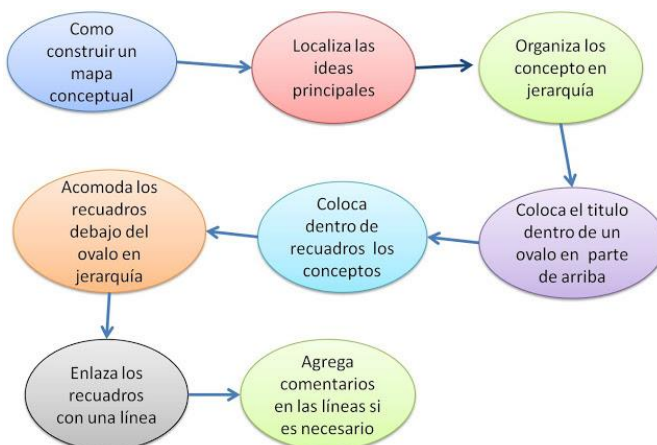 Como
construir un
mapa
conceptual
Localiza las
ideas
principales
Organiza los
concepto en
jerarquía
Coloca el titulo
dentro de un
ovalo en parte
de arriba
Coloca
dentro de
recuadros los
conceptos
Acomoda los
recuadros
debajo del
ovalo en
jerarquía
Enlaza los
recuadros
con una línea
Agrega
comentarios
en las líneas si
es necesario